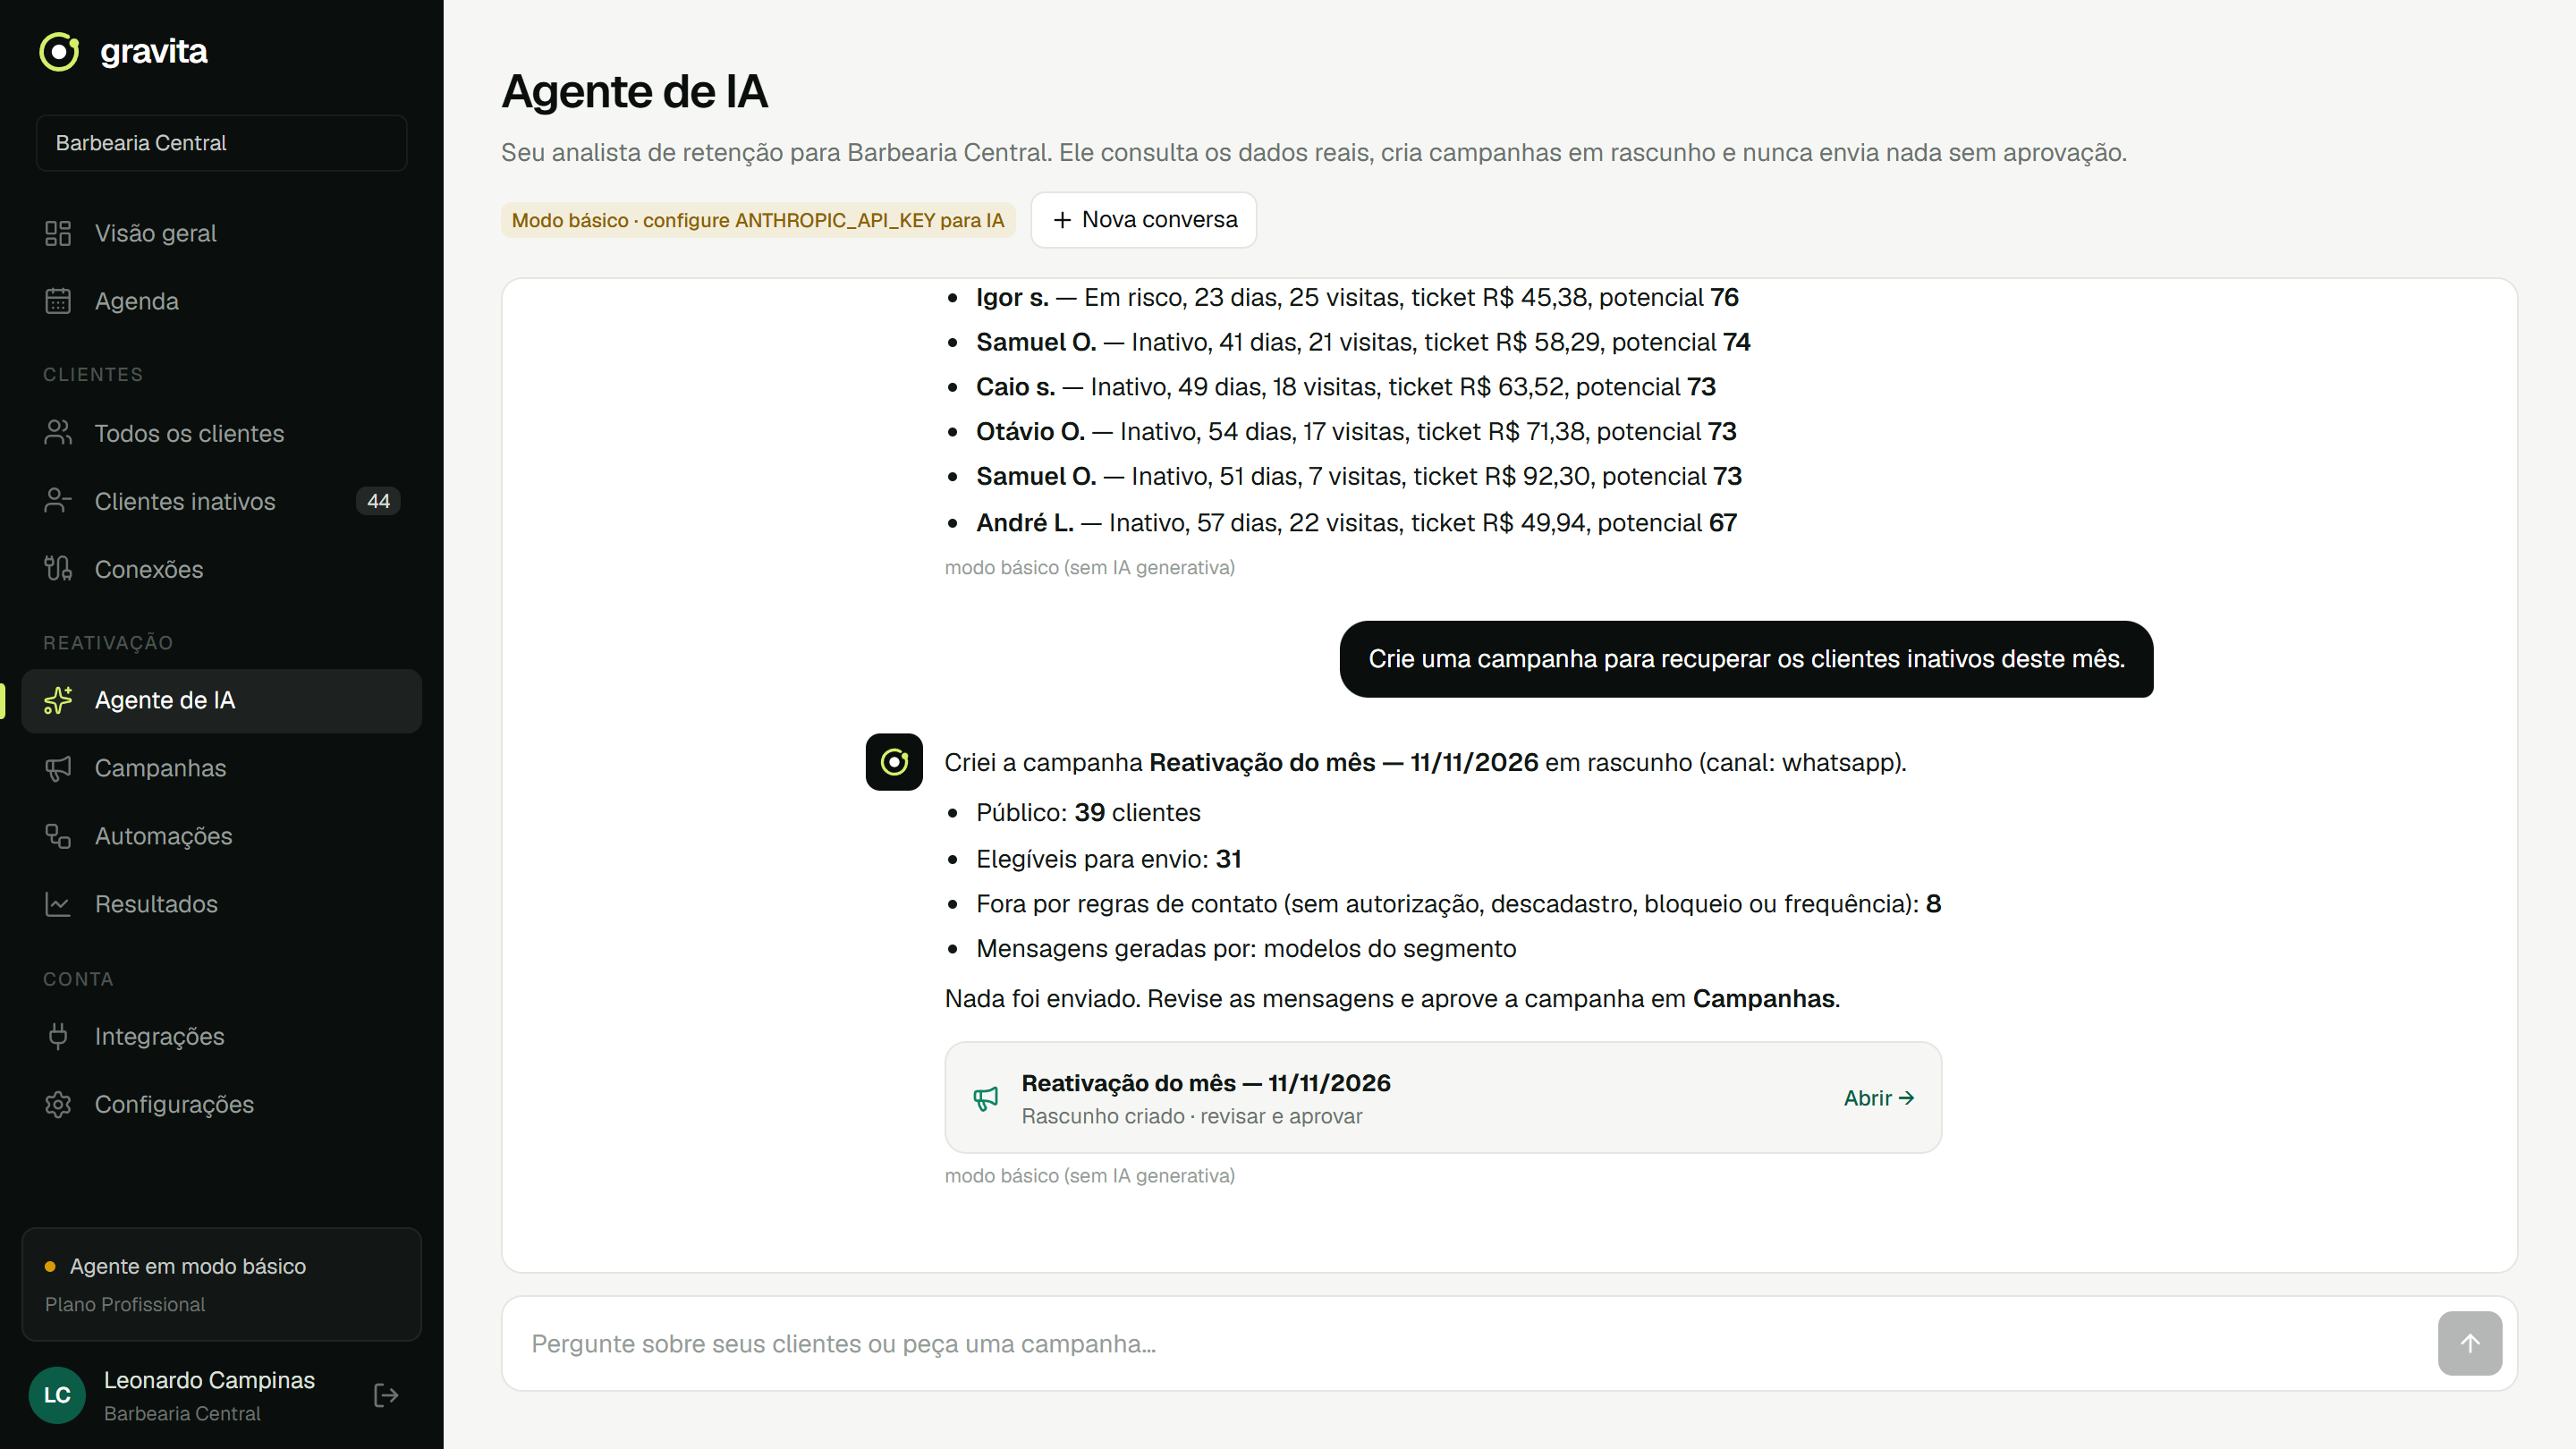 gravita
Barbearia Central
Visão geral
Agenda
CLIENTES
Todos os clientes
Clientes inativos 44
Conexões
REATIVAÇÃO
Agente de IA
Campanhas
Automações
Resultados
CONTA
Integrações
Configurações
Agente em modo básico
Plano Profissional
LC
Leonardo Campinas
Barbearia Central
Agente de IA
Seu analista de retenção para Barbearia Central. Ele consulta os dados reais, cria campanhas em rascunho e nunca envia nada sem aprovação.
Modo básico · configure ANTHROPIC_API_KEY para IA
+ Nova conversa
• Igor s. — Em risco, 23 dias, 25 visitas, ticket R$ 45,38, potencial 76
• Samuel O. — Inativo, 41 dias, 21 visitas, ticket R$ 58,29, potencial 74
• Caio s. — Inativo, 49 dias, 18 visitas, ticket R$ 63,52, potencial 73
• Otávio O. — Inativo, 54 dias, 17 visitas, ticket R$ 71,38, potencial 73
• Samuel O. — Inativo, 51 dias, 7 visitas, ticket R$ 92,30, potencial 73
• André L. — Inativo, 57 dias, 22 visitas, ticket R$ 49,94, potencial 67
modo básico (sem IA generativa)
Crie uma campanha para recuperar os clientes inativos deste mês.
Criei a campanha Reativação do mês — 11/11/2026 em rascunho (canal: whatsapp).
• Público: 39 clientes
• Elegíveis para envio: 31
• Fora por regras de contato (sem autorização, descadastro, bloqueio ou frequência): 8
• Mensagens geradas por: modelos do segmento
Nada foi enviado. Revise as mensagens e aprove a campanha em Campanhas.
Reativação do mês — 11/11/2026
Rascunho criado · revisar e aprovar
Abrir →
modo básico (sem IA generativa)
Pergunte sobre seus clientes ou peça uma campanha...